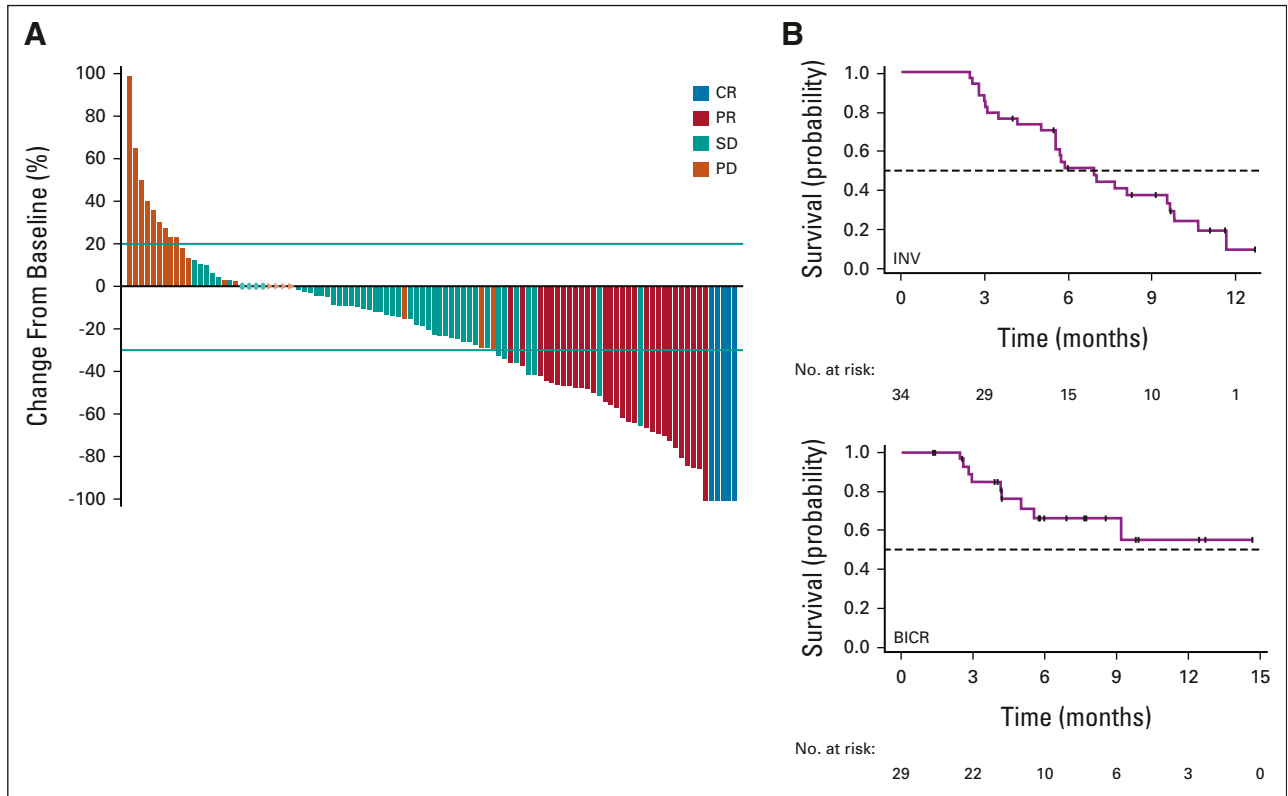 A
Change From Baseline (%)
100
80
60
40
20
0
-20
-40
-60
-80
-100
CR
PR
SD
PD
B
Survival (probability)
1.0
0.8
0.6
0.4
0.2
0.0
INV
0 3 6 9 12
Time (months)
No. at risk:
34 29 15 10 1
Survival (probability)
1.0
0.8
0.6
0.4
0.2
0.0
BICR
0 3 6 9 12 15
Time (months)
No. at risk:
29 22 10 6 3 0